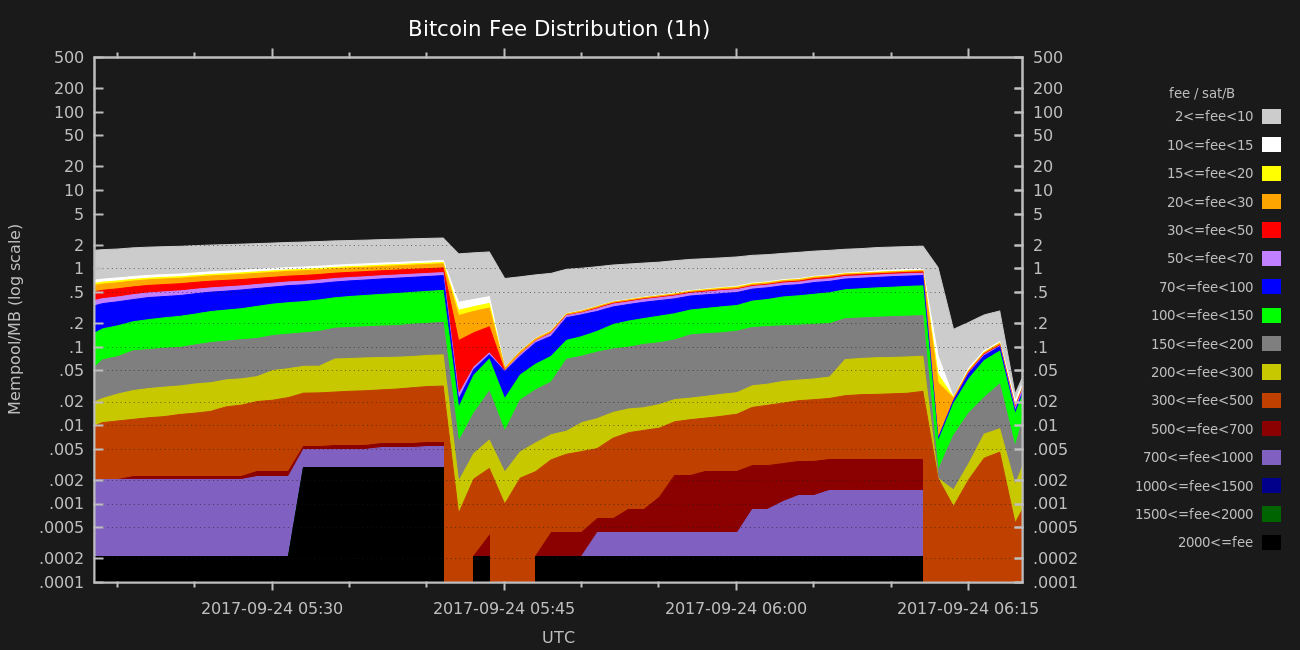 Bitcoin Fee Distribution (1h)
500 500
200 200
100 100
50 50
20 20
10 10
5 5
2 2
1 1
.5 .5
.2 .2
.1 .1
.05 .05
.02 .02
.01 .01
.005 .005
.002 .002
.001 .001
.0005 .0005
.0002 .0002
.0001 .0001
Mempool/MB (log scale)
2017-09-24 05:30 2017-09-24 05:45 2017-09-24 06:00 2017-09-24 06:15
UTC
fee / sat/B
2<=fee<10
10<=fee<15
15<=fee<20
20<=fee<30
30<=fee<50
50<=fee<70
70<=fee<100
100<=fee<150
150<=fee<200
200<=fee<300
300<=fee<500
500<=fee<700
700<=fee<1000
1000<=fee<1500
1500<=fee<2000
2000<=fee